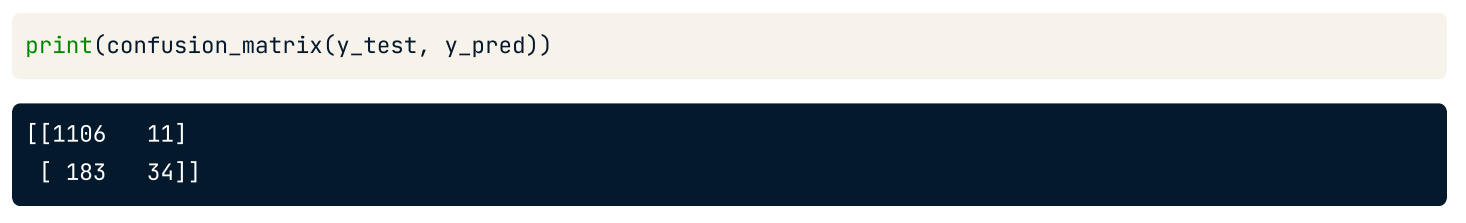 print(confusion_matrix(y_test, y_pred))
[[1106   11]
 [ 183   34]]